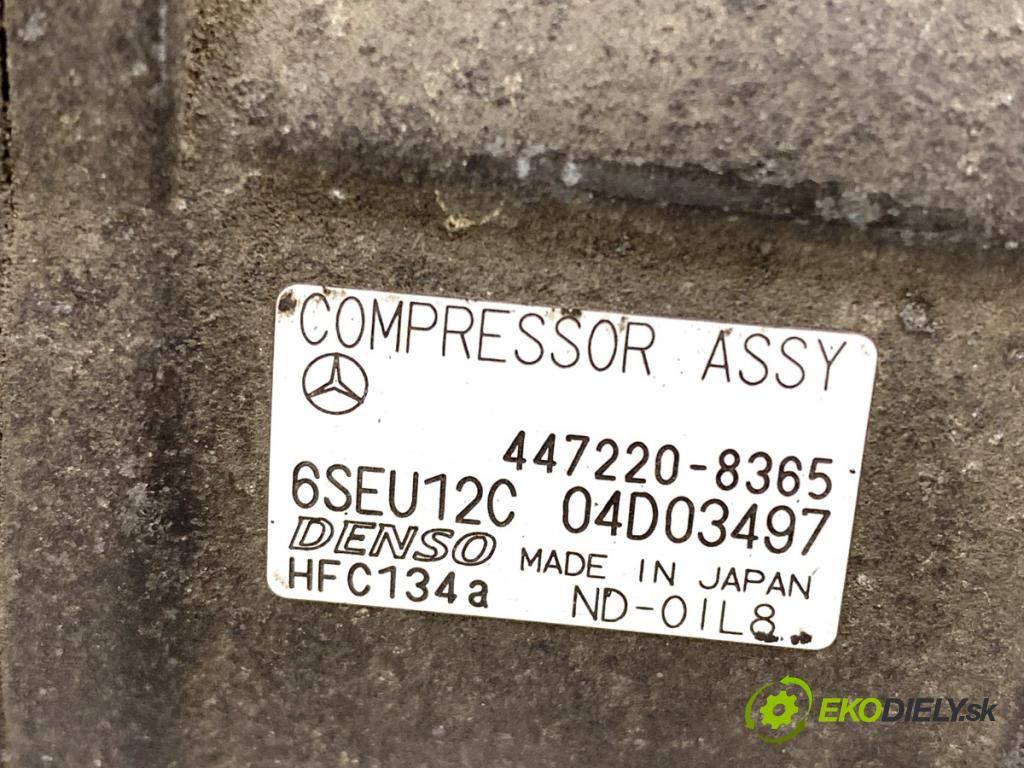 COMPRESSOR ASSY
447220-8365
6SEU12C 04D03497
DENSO MADE IN JAPAN
HFC134a ND-OIL8
EKODIELY.sk